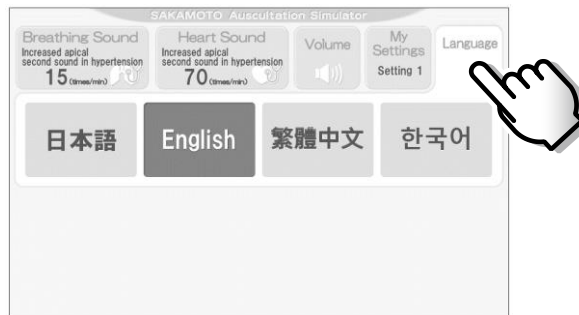 SAKAMOTO Auscultation Simulator
Breathing Sound
Increased apical
second sound in hypertension
15 (times/min)
Heart Sound
Increased apical
second sound in hypertension
70 (times/min)
Volume
My
Settings
Setting 1
Language
日本語
English
繁體中文
한국어